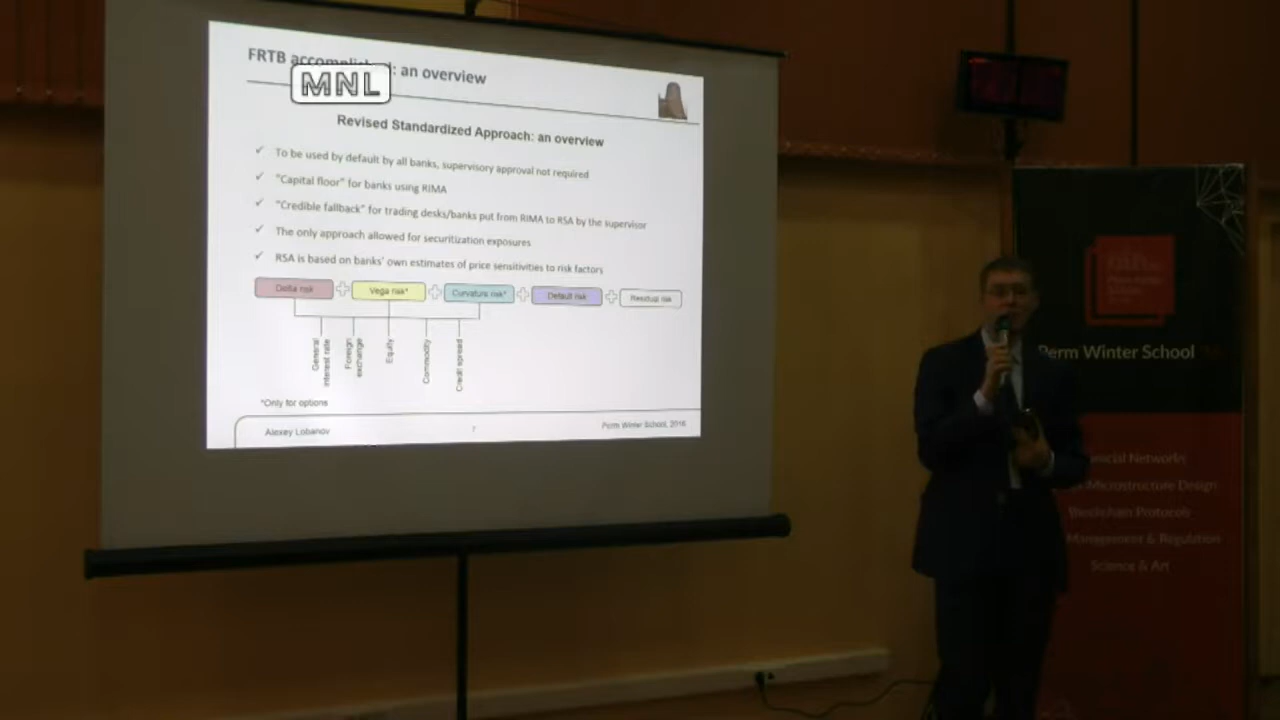 FRTB accomplished: an overview
MNL
Revised Standardized Approach: an overview
✓ To be used by default by all banks, supervisory approval not required
✓ "Capital floor" for banks using RIMA
✓ "Credible fallback" for trading desks/banks put from RIMA to RSA by the supervisor
✓ The only approach allowed for securitization exposures
✓ RSA is based on banks' own estimates of price sensitivities to risk factors
Delta risk
Vega risk*
Curvature risk*
Default risk
Residual risk
General
interest rate
Foreign
exchange
Equity
Commodity
Credit spread
*Only for options
Alexey Lobanov
7
Perm Winter School, 2016
Perm Winter School
Networks
Microstructure Design
Blockchain Protocols
Management & Regulation
Science & Art